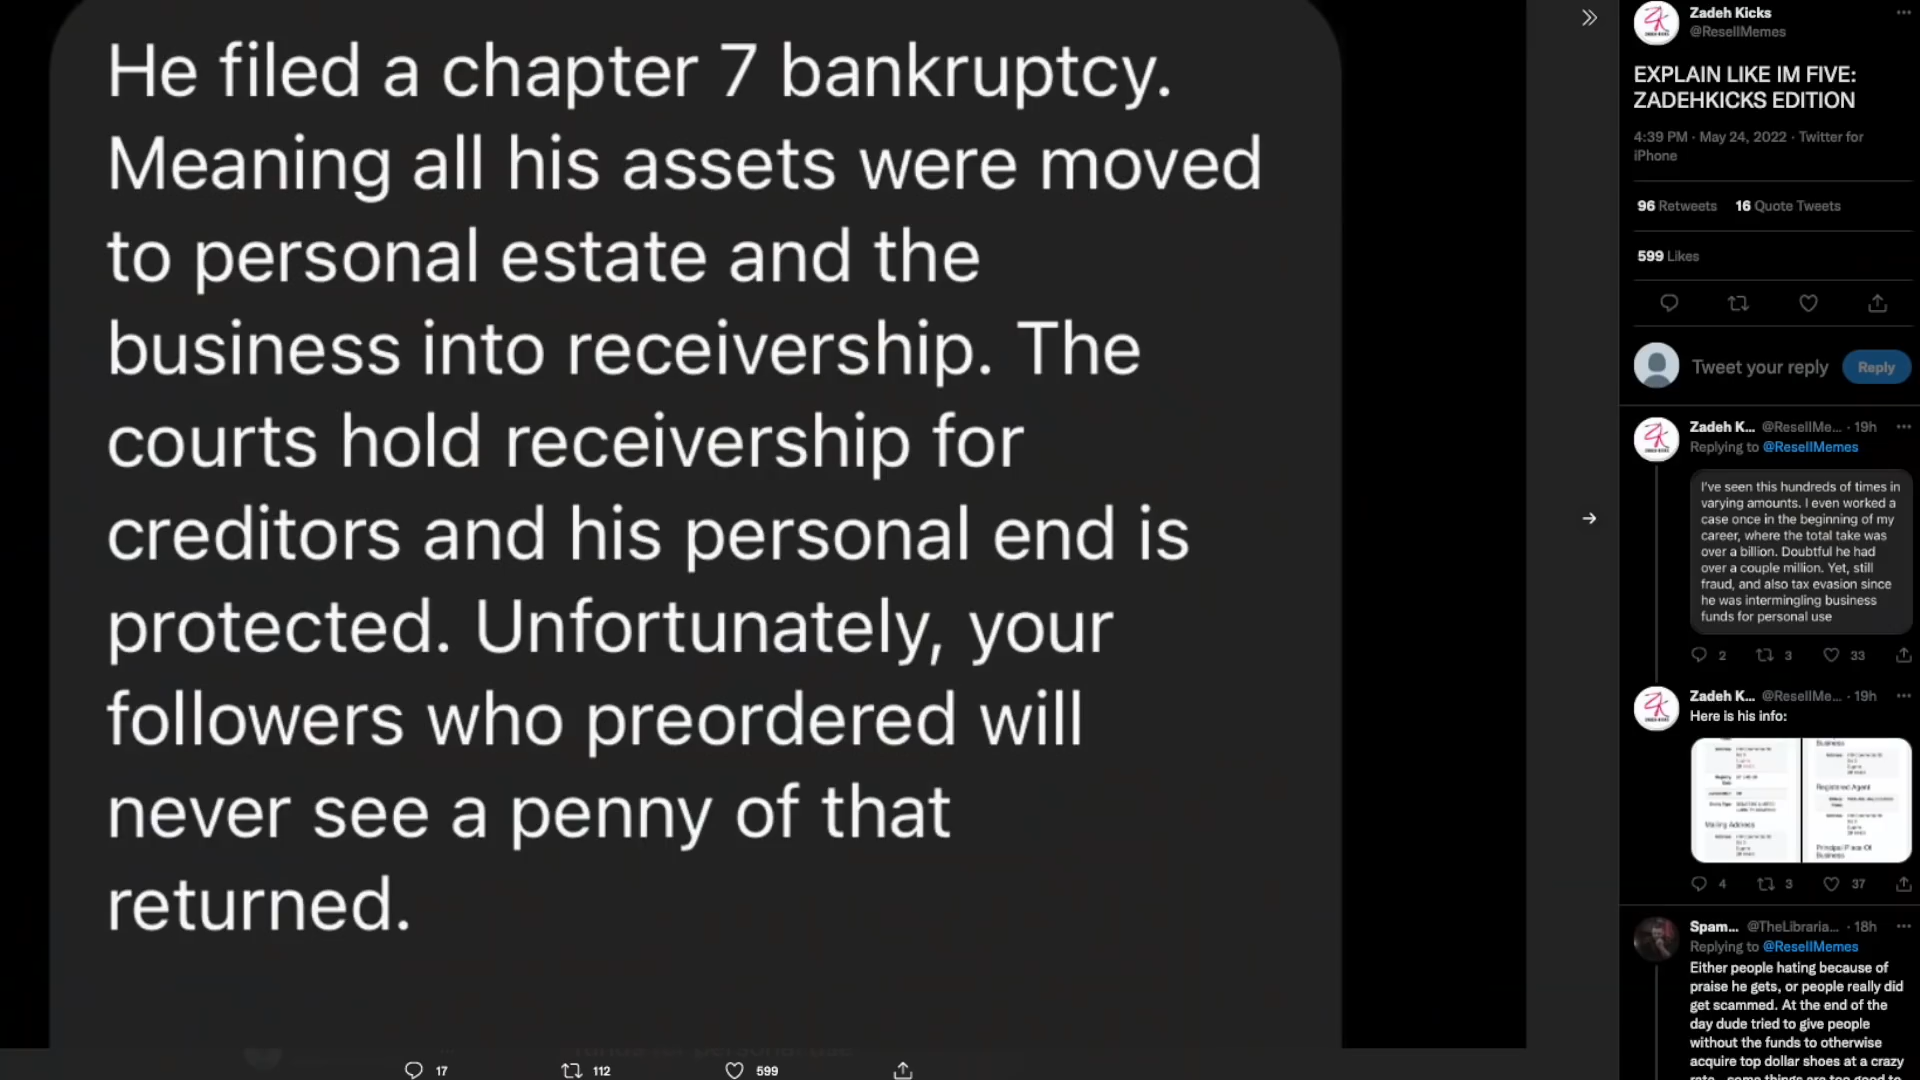 He filed a chapter 7 bankruptcy.
Meaning all his assets were moved
to personal estate and the
business into receivership. The
courts hold receivership for
creditors and his personal end is
protected. Unfortunately, your
followers who preordered will
never see a penny of that
returned.
17 112 599
Zadeh Kicks
@ResellMemes
EXPLAIN LIKE IM FIVE:
ZADEHKICKS EDITION
4:39 PM · May 24, 2022 · Twitter for
iPhone
96 Retweets 16 Quote Tweets
599 Likes
Tweet your reply Reply
Zadeh K... @ResellMe... · 19h
Replying to @ResellMemes
I've seen this hundreds of times in
varying amounts. I even worked a
case once in the beginning of my
career, where the total take was
over a billion. Doubtful he had
over a couple million. Yet, still
fraud, and also tax evasion since
he was intermingling business
funds for personal use
2 3 33
Zadeh K... @ResellMe... · 19h
Here is his info:
Business
Registered Agent
Mailing Address
Principal Place Of
Business
4 3 37
Spam... @TheLibraria... · 18h
Replying to @ResellMemes
Either people hating because of
praise he gets, or people really did
get scammed. At the end of the
day dude tried to give people
without the funds to otherwise
acquire top dollar shoes at a crazy